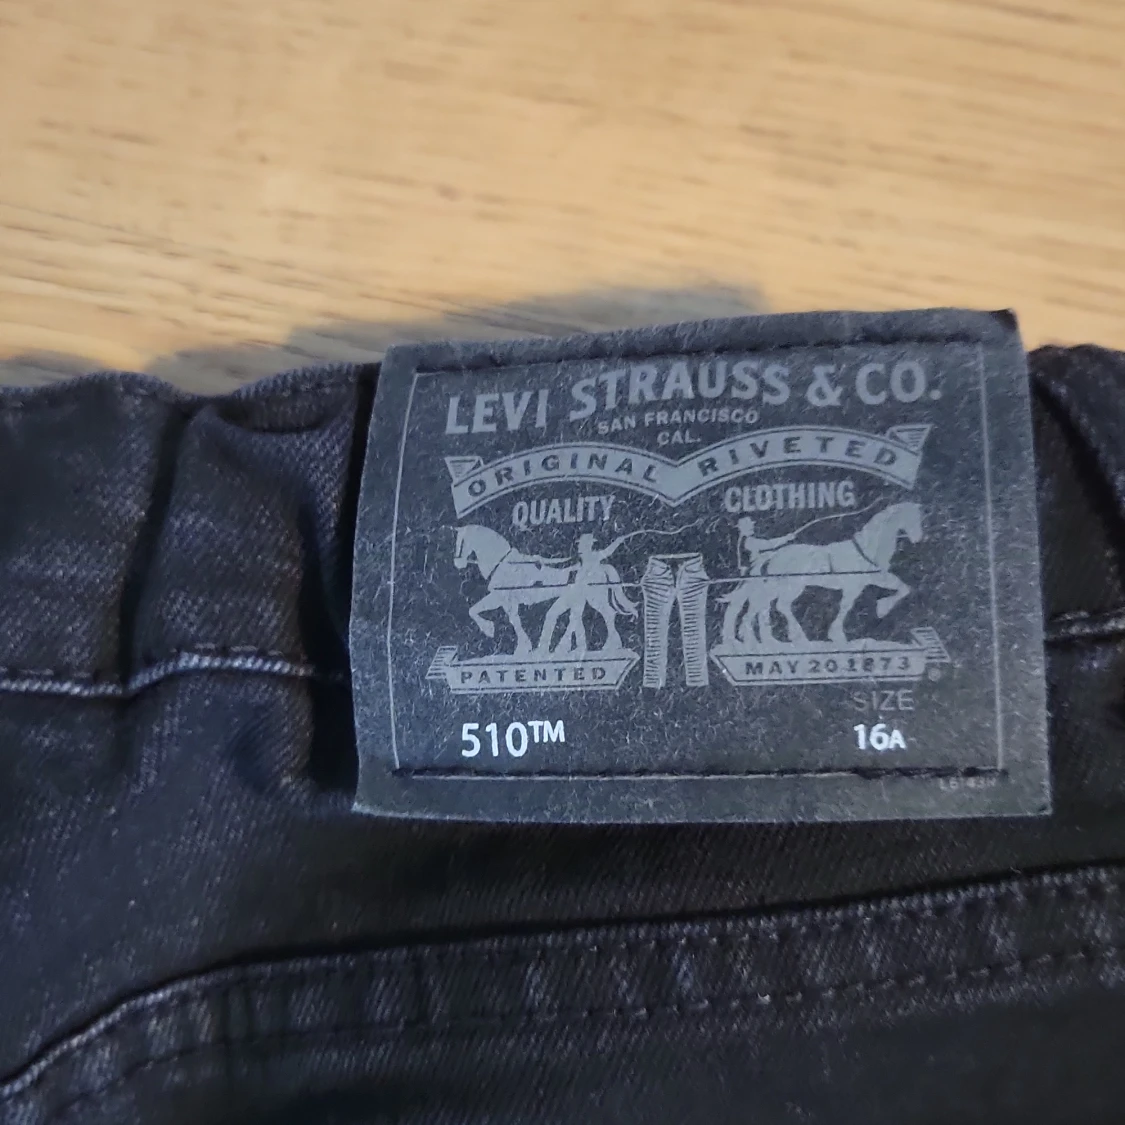 LEVI STRAUSS & CO.
SAN FRANCISCO
CAL.
ORIGINAL RIVETED
QUALITY CLOTHING
PATENTED MAY 20 1873 ®
SIZE
510™ 16A